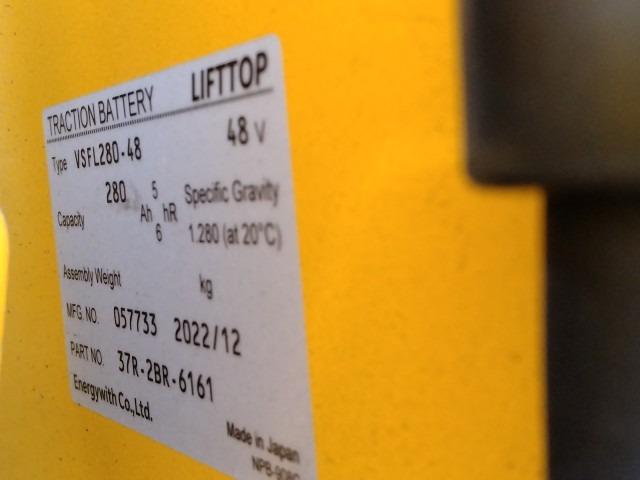 TRACTION BATTERY LIFTTOP
Type VSFL280-48 48 V
280 5 Specific Gravity
Capacity Ah hR
6 1.280 (at 20°C)
Assembly Weight kg
MFG. NO. 057733 2022/12
PART NO. 37R-2BR-6161
Energywith Co.,Ltd.
Made in Japan